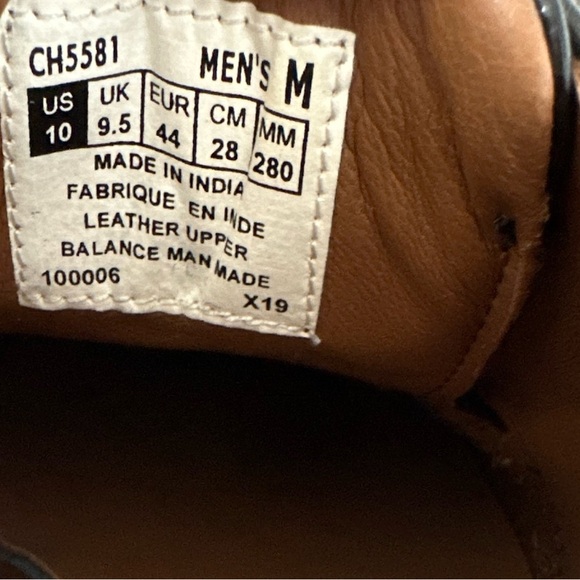 CH5581 MEN'S M
US UK EUR CM MM
10 9.5 44 28 280
MADE IN INDIA
FABRIQUE EN INDE
LEATHER UPPER
BALANCE MAN MADE
100006 X19